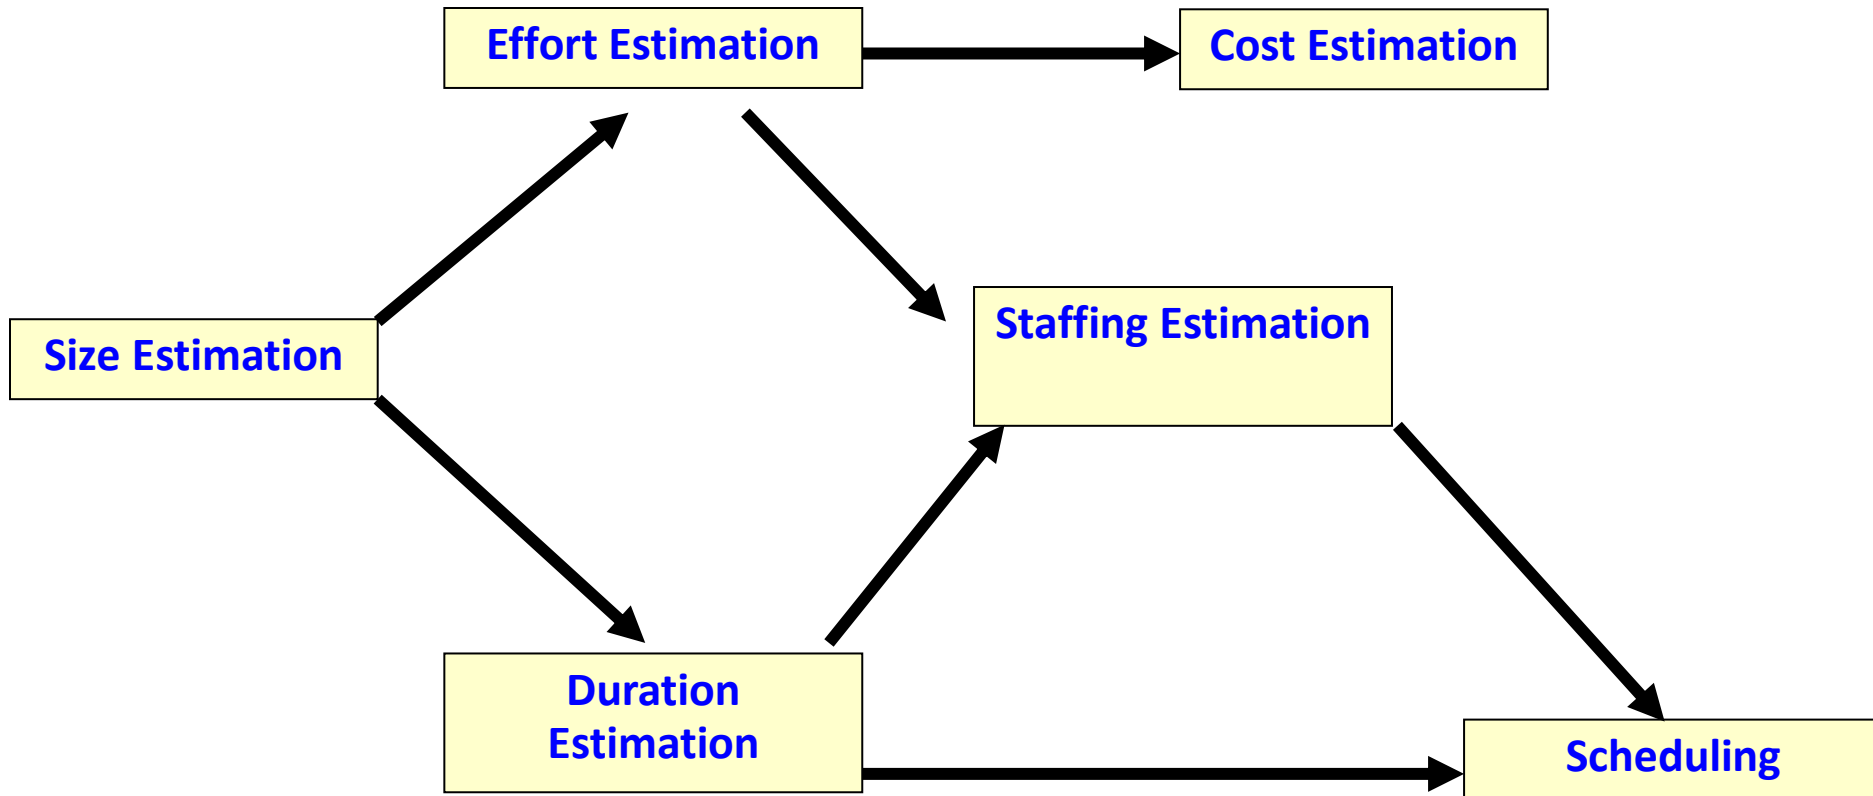 Effort Estimation
Cost Estimation
Size Estimation
Staffing Estimation
Duration
Estimation
Scheduling